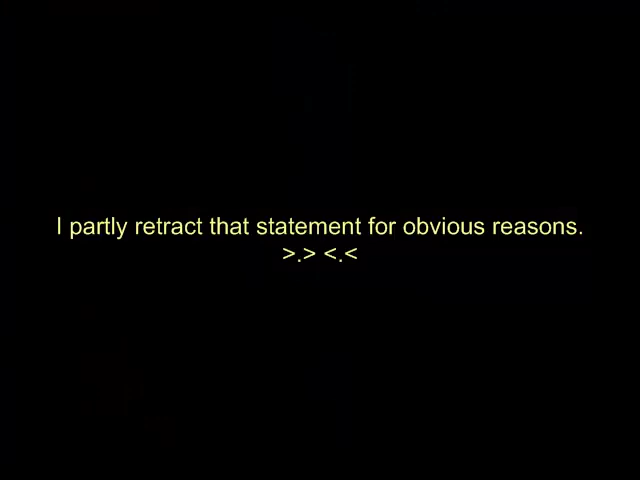 I partly retract that statement for obvious reasons.
>.> <.<